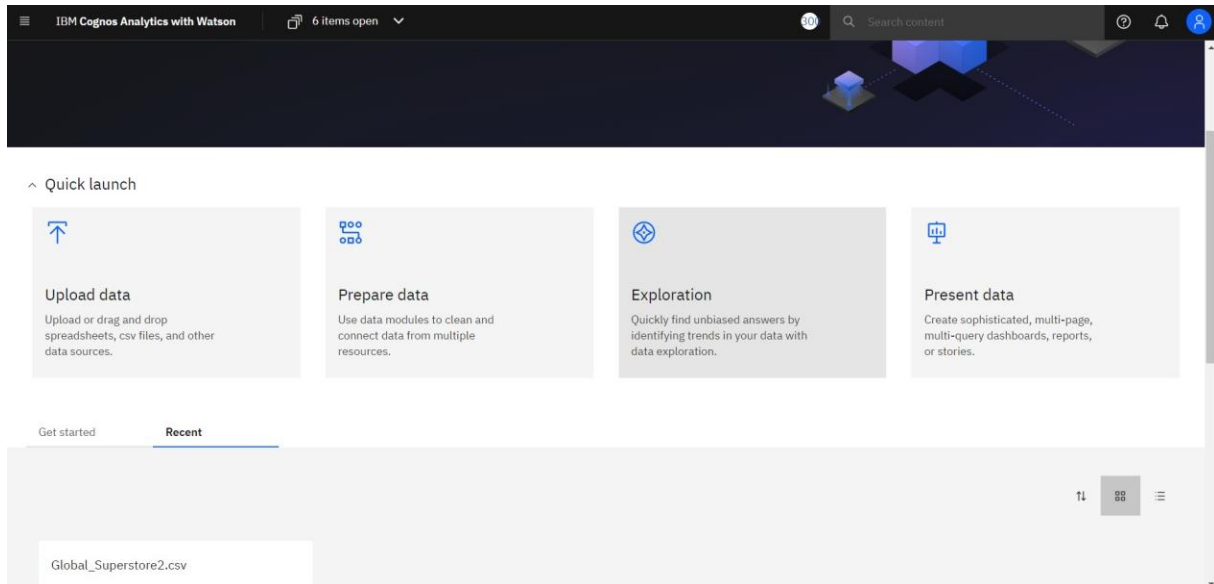 IBM Cognos Analytics with Watson
6 items open
Search content
Quick launch
Upload data
Upload or drag and drop
spreadsheets, csv files, and other
data sources.
Prepare data
Use data modules to clean and
connect data from multiple
resources.
Exploration
Quickly find unbiased answers by
identifying trends in your data with
data exploration.
Present data
Create sophisticated, multi-page,
multi-query dashboards, reports,
or stories.
Get started
Recent
Global_Superstore2.csv